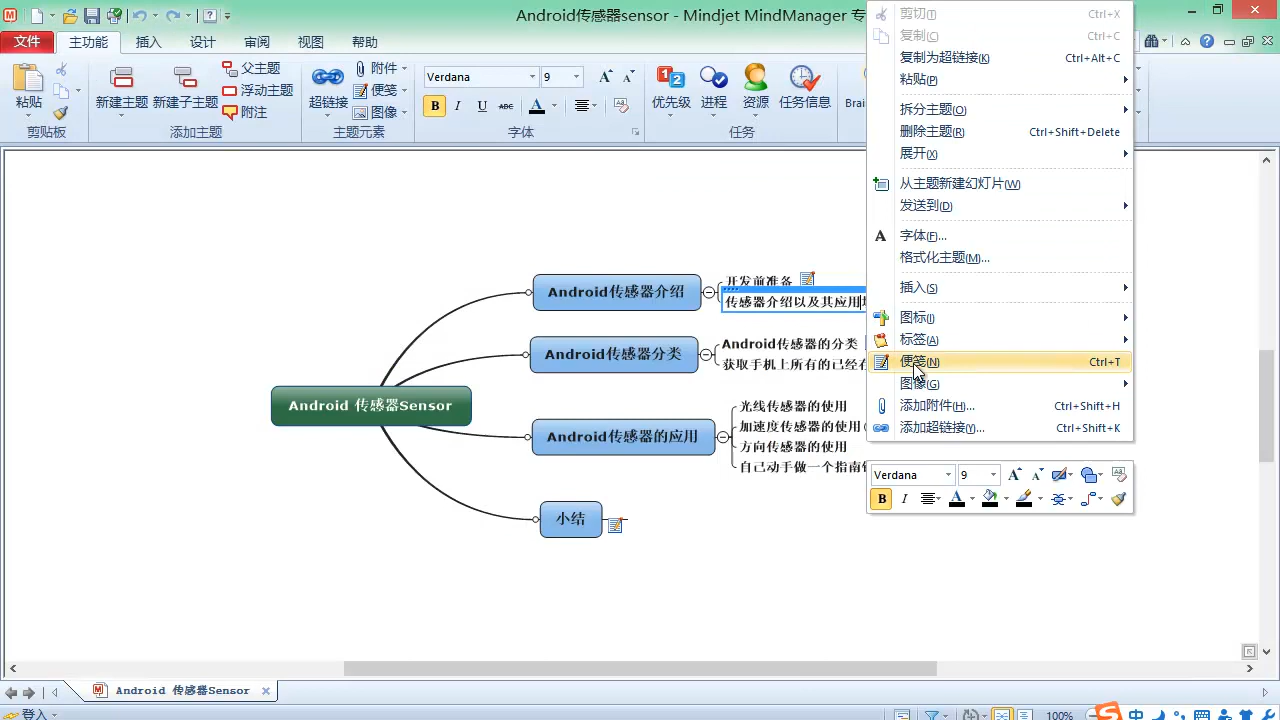 Android传感器sensor - Mindjet MindManager 专
文件 主功能 插入 设计 审阅 视图 帮助
粘贴
剪贴板
新建主题
新建子主题
父主题
浮动主题
附注
添加主题
超链接
附件
便笺
图像
主题元素
Verdana 9
B I U ABC A
字体
优先级 进程 资源 任务信息
任务
Brai
剪切(T) Ctrl+X
复制(C) Ctrl+C
复制为超链接(K) Ctrl+Alt+C
粘贴(P)
拆分主题(O)
删除主题(R) Ctrl+Shift+Delete
展开(X)
从主题新建幻灯片(W)
发送到(D)
字体(F)...
格式化主题(M)...
插入(S)
图标(I)
标签(A)
便笺(N) Ctrl+T
图像(G)
添加附件(H)... Ctrl+Shift+H
添加超链接(Y)... Ctrl+Shift+K
Verdana 9
B I A
Android 传感器Sensor
Android传感器介绍
开发前准备
传感器介绍以及其应用
Android传感器分类
Android传感器的分类
获取手机上所有的已经
Android传感器的应用
光线传感器的使用
加速度传感器的使用
方向传感器的使用
自己动手做一个指南
小结
Android 传感器Sensor
登入
100%
中